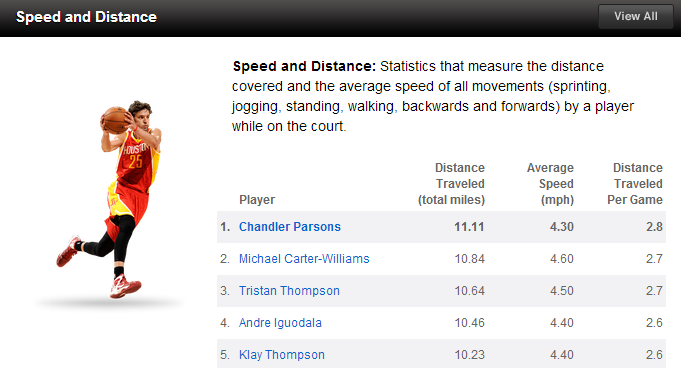 Speed and Distance
View All
Speed and Distance: Statistics that measure the distance
covered and the average speed of all movements (sprinting,
jogging, standing, walking, backwards and forwards) by a player
while on the court.
HOUSTON
25
Distance Average Distance
Traveled Speed Traveled
Player (total miles) (mph) Per Game
1. Chandler Parsons 11.11 4.30 2.8
2. Michael Carter-Williams 10.84 4.60 2.7
3. Tristan Thompson 10.64 4.50 2.7
4. Andre Iguodala 10.46 4.40 2.6
5. Klay Thompson 10.23 4.40 2.6